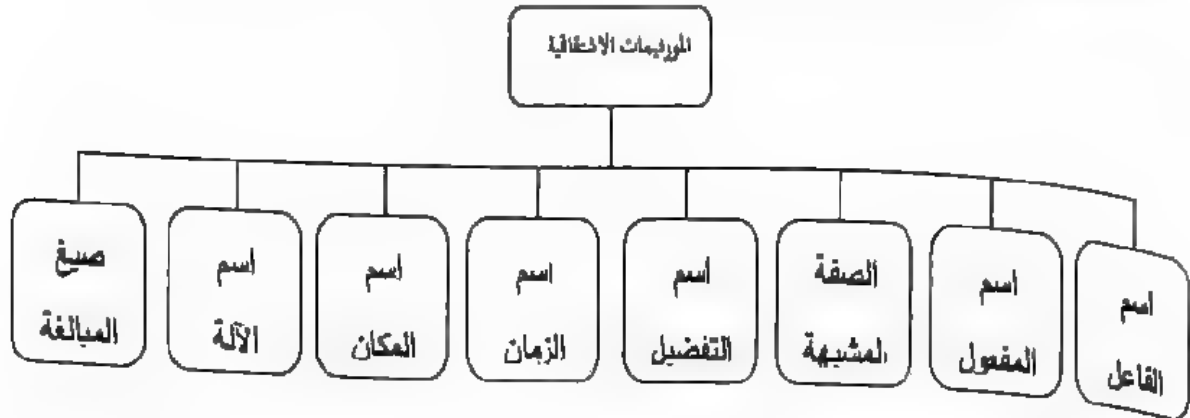 المورفيمات الاشتقاقية
اسم
الفاعل
اسم
المفعول
الصفة
المشبهة
اسم
التفضيل
اسم
الزمان
اسم
المكان
اسم
الآلة
صيغ
المبالغة